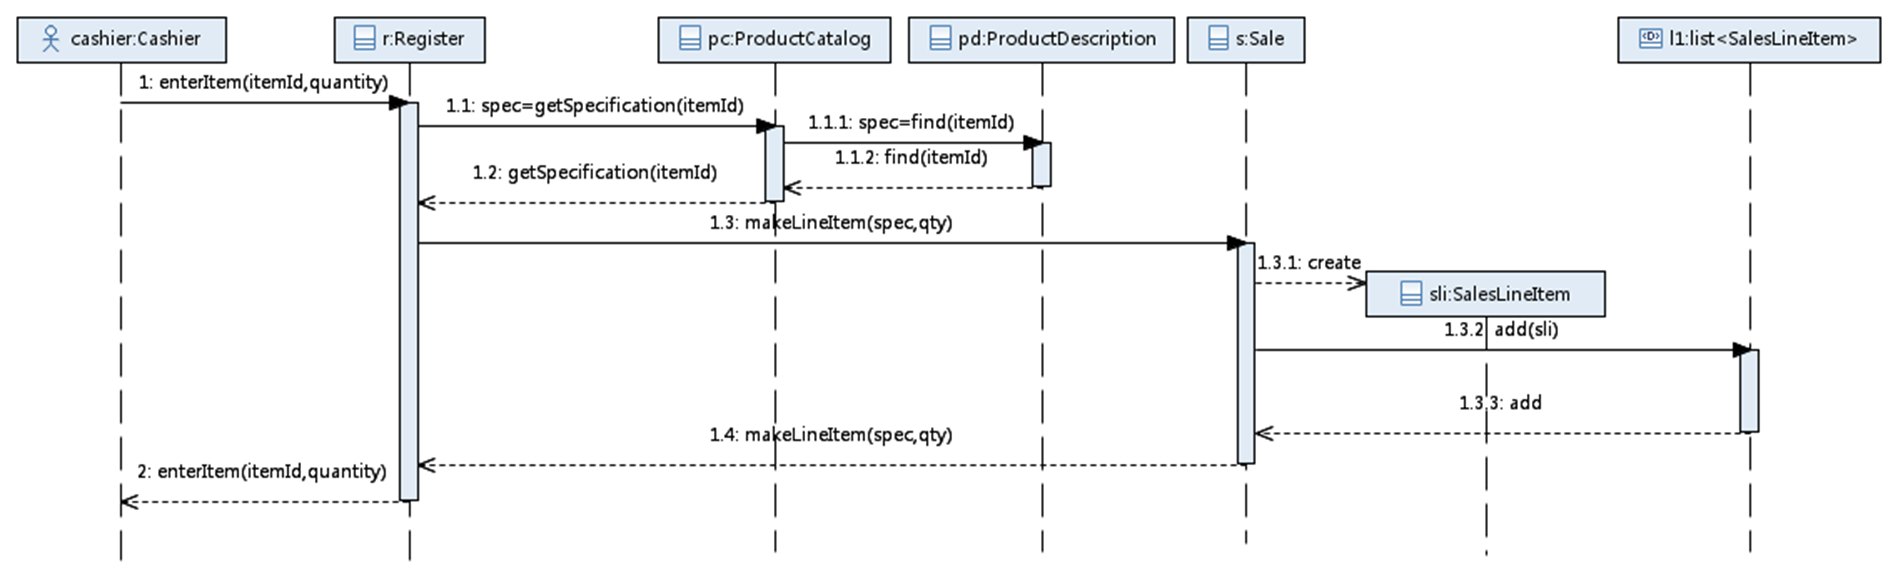 cashier:Cashier
r:Register
pc:ProductCatalog
pd:ProductDescription
s:Sale
l1:list<SalesLineItem>
1: enterItem(itemId,quantity)
1.1: spec=getSpecification(itemId)
1.1.1: spec=find(itemId)
1.1.2: find(itemId)
1.2: getSpecification(itemId)
1.3: makeLineItem(spec,qty)
1.3.1: create
sli:SalesLineItem
1.3.2 add(sli)
1.3.3: add
1.4: makeLineItem(spec,qty)
2: enterItem(itemId,quantity)